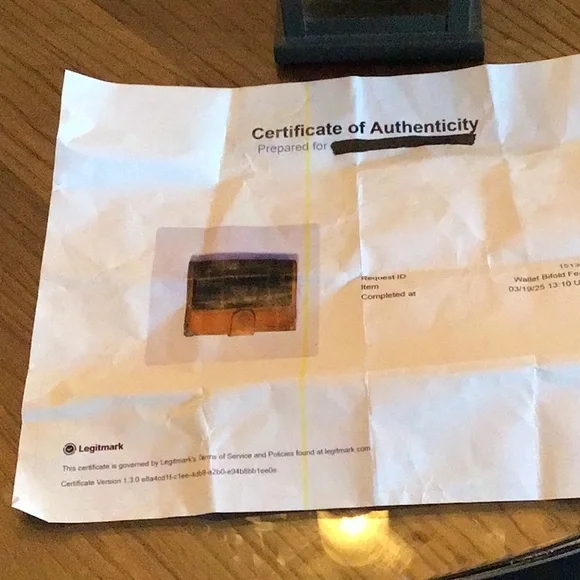 Certificate of Authenticity
Prepared for
Request ID
Item Wallet Bifold
Completed at 03/19/25 13:10
Legitmark
This certificate is governed by Legitmark's Terms of Service and Policies found at legitmark.com
Certificate Version 1.3.0